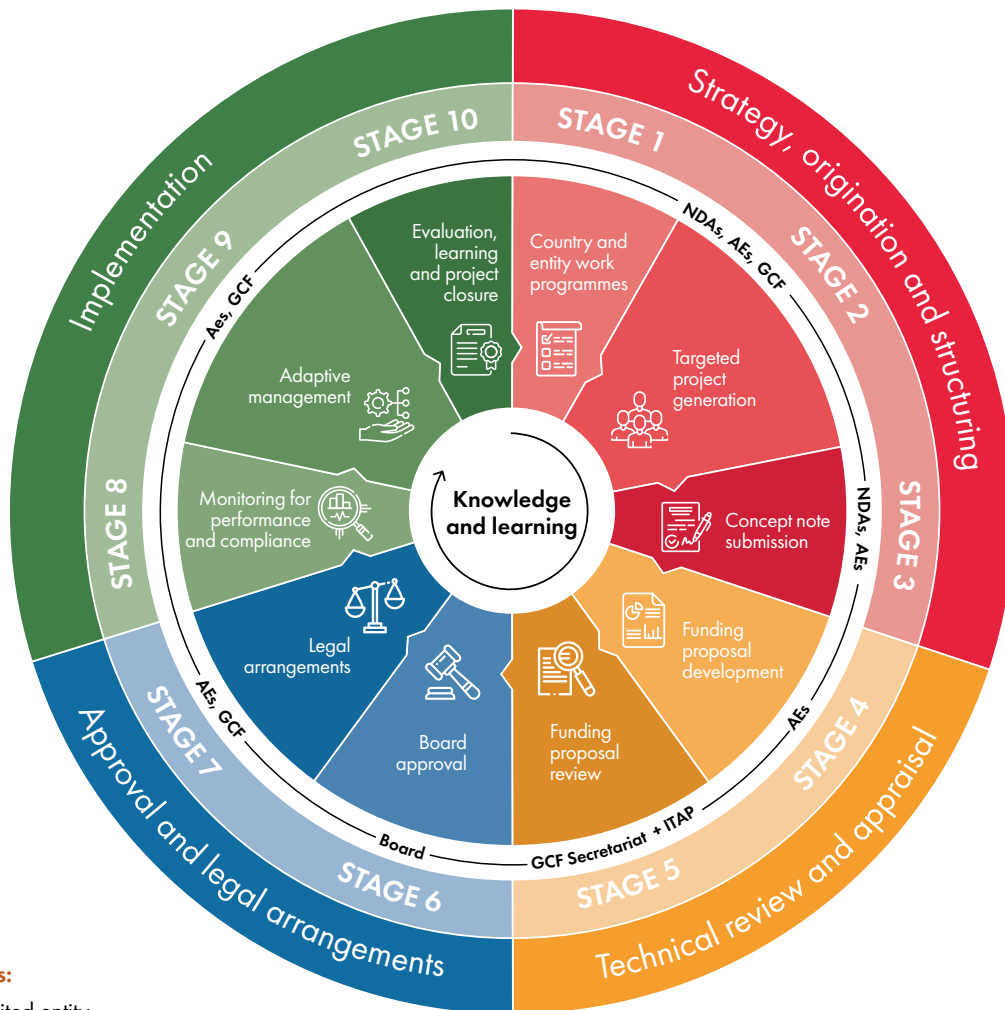 Strategy, origination and structuring
STAGE 1
STAGE 2
STAGE 3
NDAs, AEs, GCF
NDAs, AEs
Country and
entity work
programmes
Targeted
project
generation
Concept note
submission
Technical review and appraisal
STAGE 4
STAGE 5
AEs
GCF Secretariat + ITAP
Funding
proposal
development
Funding
proposal
review
Approval and legal arrangements
STAGE 6
STAGE 7
Board
AEs, GCF
Board
approval
Legal
arrangements
Implementation
STAGE 8
STAGE 9
STAGE 10
Aes, GCF
Monitoring for
performance
and compliance
Adaptive
management
Evaluation,
learning
and project
closure
Knowledge
and learning
s: